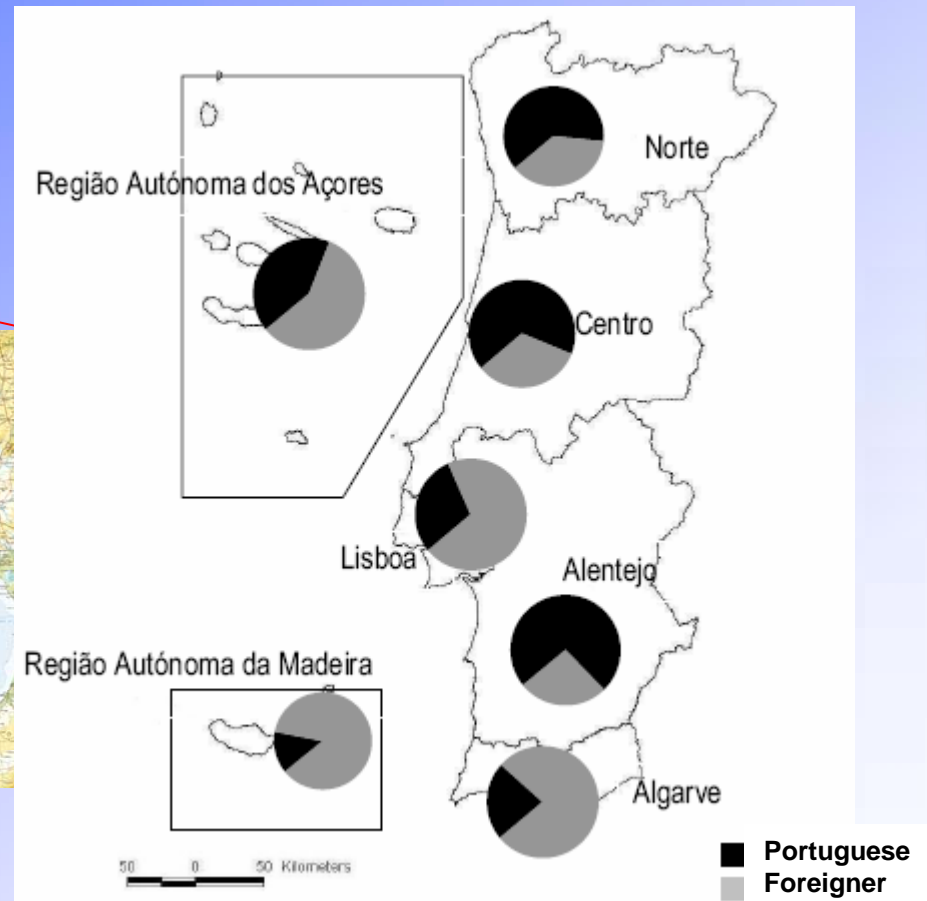 Norte
Região Autónoma dos Açores
Centro
Lisboa
Alentejo
Região Autónoma da Madeira
Algarve
50 0 50 Kilometers
Portuguese
Foreigner